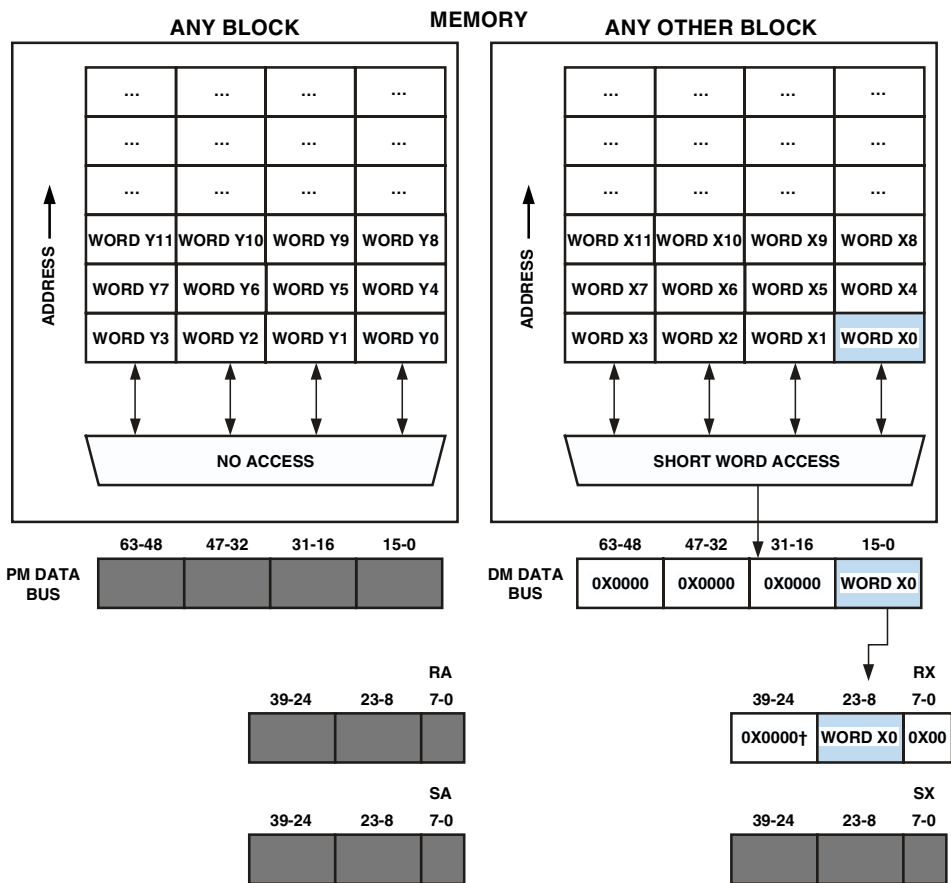 MEMORY
ANY BLOCK
ANY OTHER BLOCK
... ... ... ...
... ... ... ...
... ... ... ...
WORD Y11 WORD Y10 WORD Y9 WORD Y8
WORD Y7 WORD Y6 WORD Y5 WORD Y4
WORD Y3 WORD Y2 WORD Y1 WORD Y0
ADDRESS
NO ACCESS
... ... ... ...
... ... ... ...
... ... ... ...
WORD X11 WORD X10 WORD X9 WORD X8
WORD X7 WORD X6 WORD X5 WORD X4
WORD X3 WORD X2 WORD X1 WORD X0
ADDRESS
SHORT WORD ACCESS
63-48 47-32 31-16 15-0
PM DATA
BUS
63-48 47-32 31-16 15-0
DM DATA
BUS
0X0000 0X0000 0X0000 WORD X0
RA
39-24 23-8 7-0
RX
39-24 23-8 7-0
0X0000† WORD X0 0X00
SA
39-24 23-8 7-0
SX
39-24 23-8 7-0